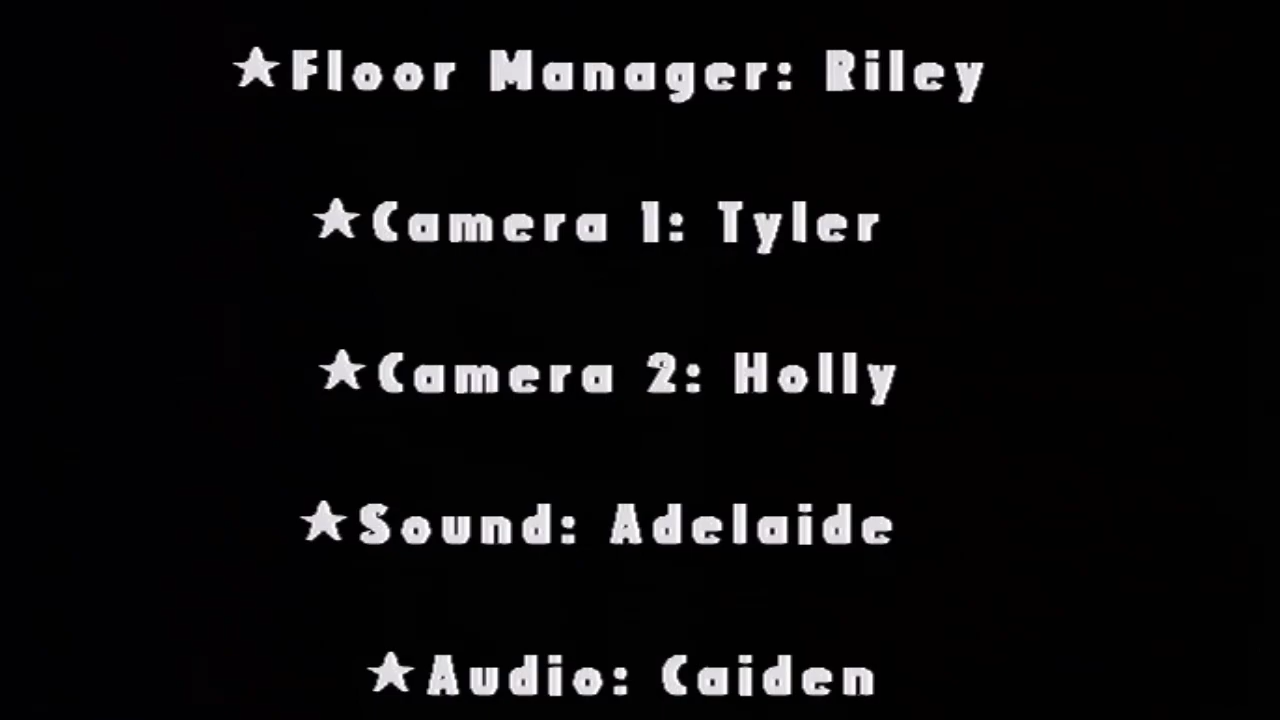 ★Floor Manager: Riley
★Camera 1: Tyler
★Camera 2: Holly
★Sound: Adelaide
★Audio: Caiden